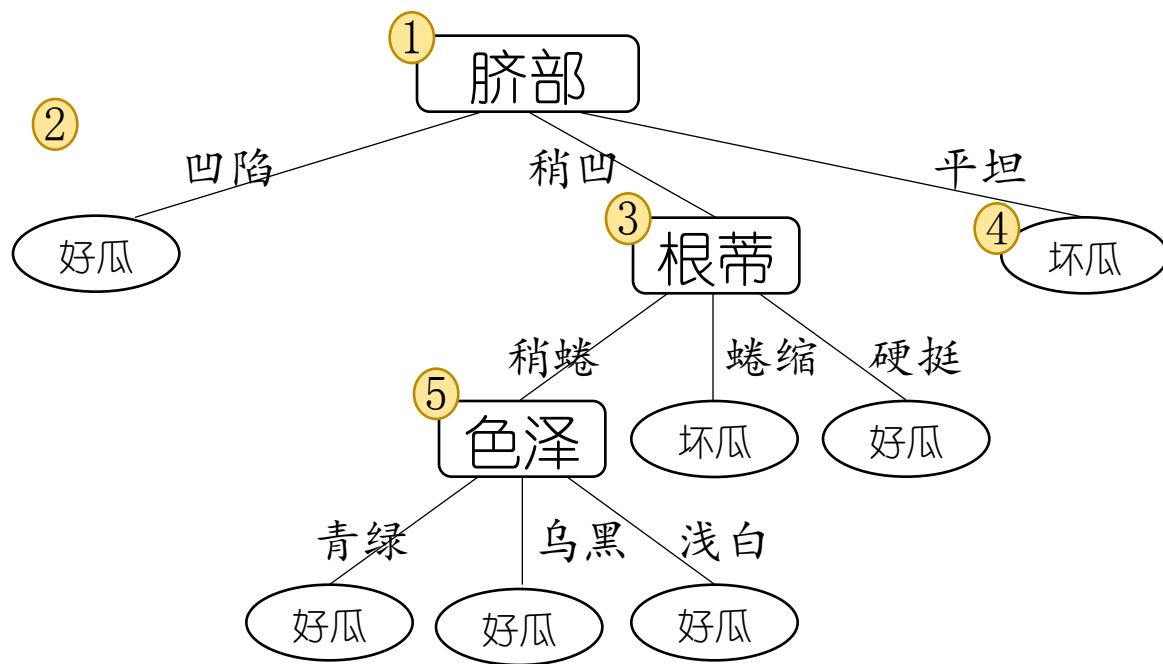 1
脐部
2
凹陷
稍凹
平坦
好瓜
3
根蒂
4
坏瓜
稍蜷
蜷缩
硬挺
5
色泽
坏瓜
好瓜
青绿
乌黑
浅白
好瓜
好瓜
好瓜